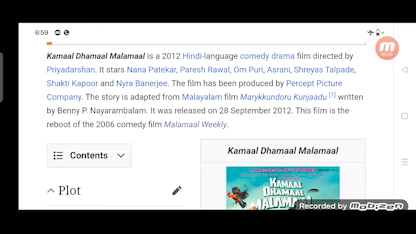 6:59
Kamaal Dhamaal Malamaal is a 2012 Hindi-language comedy drama film directed by
Priyadarshan. It stars Nana Patekar, Paresh Rawal, Om Puri, Asrani, Shreyas Talpade,
Shakti Kapoor and Nyra Banerjee. The film has been produced by Percept Picture
Company. The story is adapted from Malayalam film Marykkundoru Kunjaadu [1] written
by Benny P. Nayarambalam. It was released on 28 September 2012. This film is the
reboot of the 2006 comedy film Malamaal Weekly.
Contents
Kamaal Dhamaal Malamaal
Plot
KAMAAL
DHAMAAL
MALAMAAL
Recorded by Mobizen